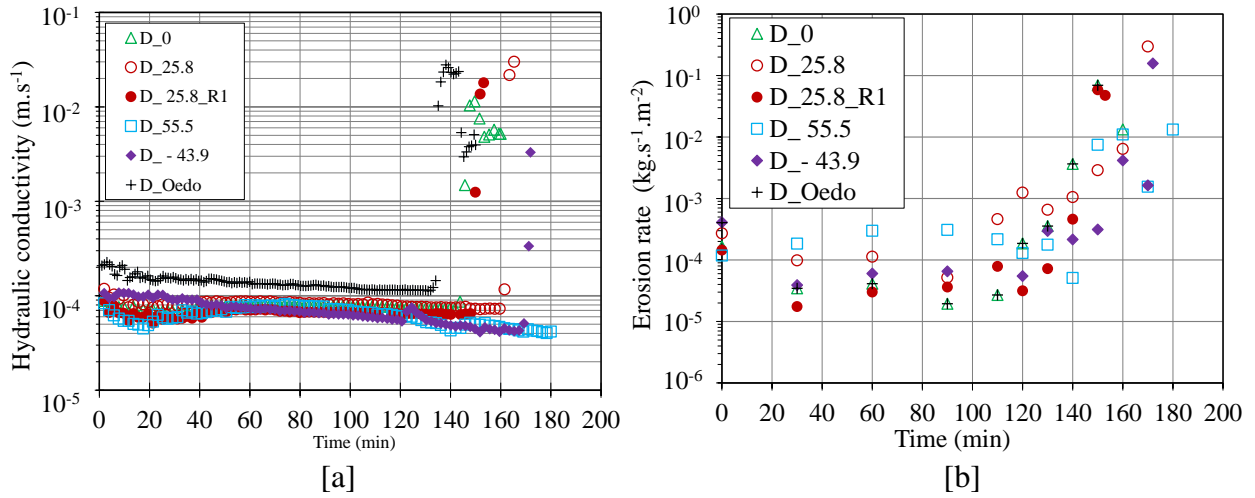 Hydraulic conductivity (m.s⁻¹)
10⁻¹
10⁻²
10⁻³
10⁻⁴
10⁻⁵
D_0
D_25.8
D_ 25.8_R1
D_ 55.5
D_- 43.9
D_Oedo
0 20 40 60 80 100 120 140 160 180 200
Time (min)
[a]
Erosion rate (kg.s⁻¹.m⁻²)
10⁰
10⁻¹
10⁻²
10⁻³
10⁻⁴
10⁻⁵
10⁻⁶
D_0
D_25.8
D_25.8_R1
D_ 55.5
D_- 43.9
D_Oedo
0 20 40 60 80 100 120 140 160 180 200
Time (min)
[b]